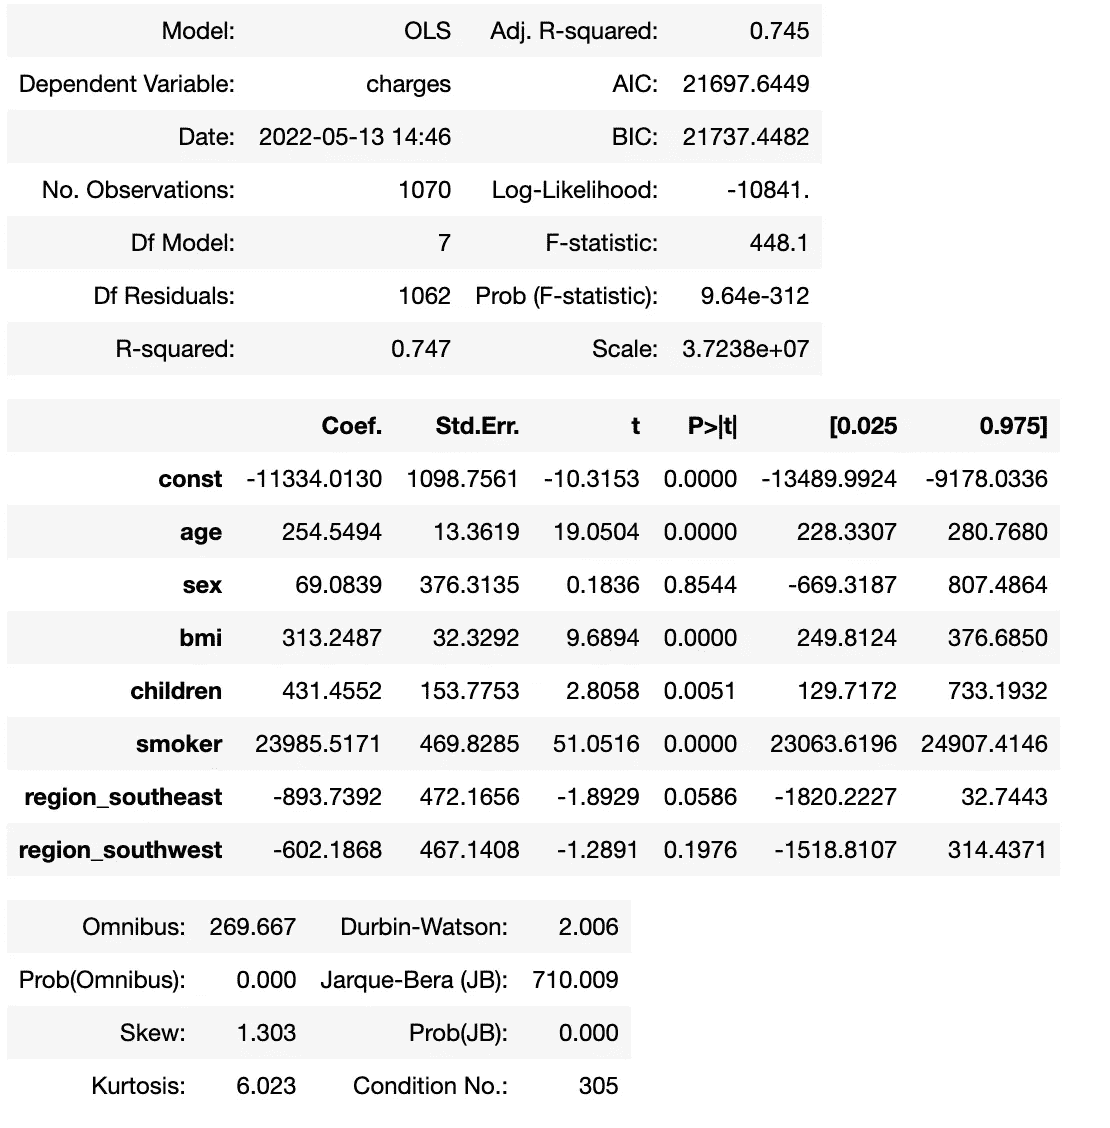 Model: OLS Adj. R-squared: 0.745
Dependent Variable: charges AIC: 21697.6449
Date: 2022-05-13 14:46 BIC: 21737.4482
No. Observations: 1070 Log-Likelihood: -10841.
Df Model: 7 F-statistic: 448.1
Df Residuals: 1062 Prob (F-statistic): 9.64e-312
R-squared: 0.747 Scale: 3.7238e+07
Coef. Std.Err. t P>|t| [0.025 0.975]
const -11334.0130 1098.7561 -10.3153 0.0000 -13489.9924 -9178.0336
age 254.5494 13.3619 19.0504 0.0000 228.3307 280.7680
sex 69.0839 376.3135 0.1836 0.8544 -669.3187 807.4864
bmi 313.2487 32.3292 9.6894 0.0000 249.8124 376.6850
children 431.4552 153.7753 2.8058 0.0051 129.7172 733.1932
smoker 23985.5171 469.8285 51.0516 0.0000 23063.6196 24907.4146
region_southeast -893.7392 472.1656 -1.8929 0.0586 -1820.2227 32.7443
region_southwest -602.1868 467.1408 -1.2891 0.1976 -1518.8107 314.4371
Omnibus: 269.667 Durbin-Watson: 2.006
Prob(Omnibus): 0.000 Jarque-Bera (JB): 710.009
Skew: 1.303 Prob(JB): 0.000
Kurtosis: 6.023 Condition No.: 305